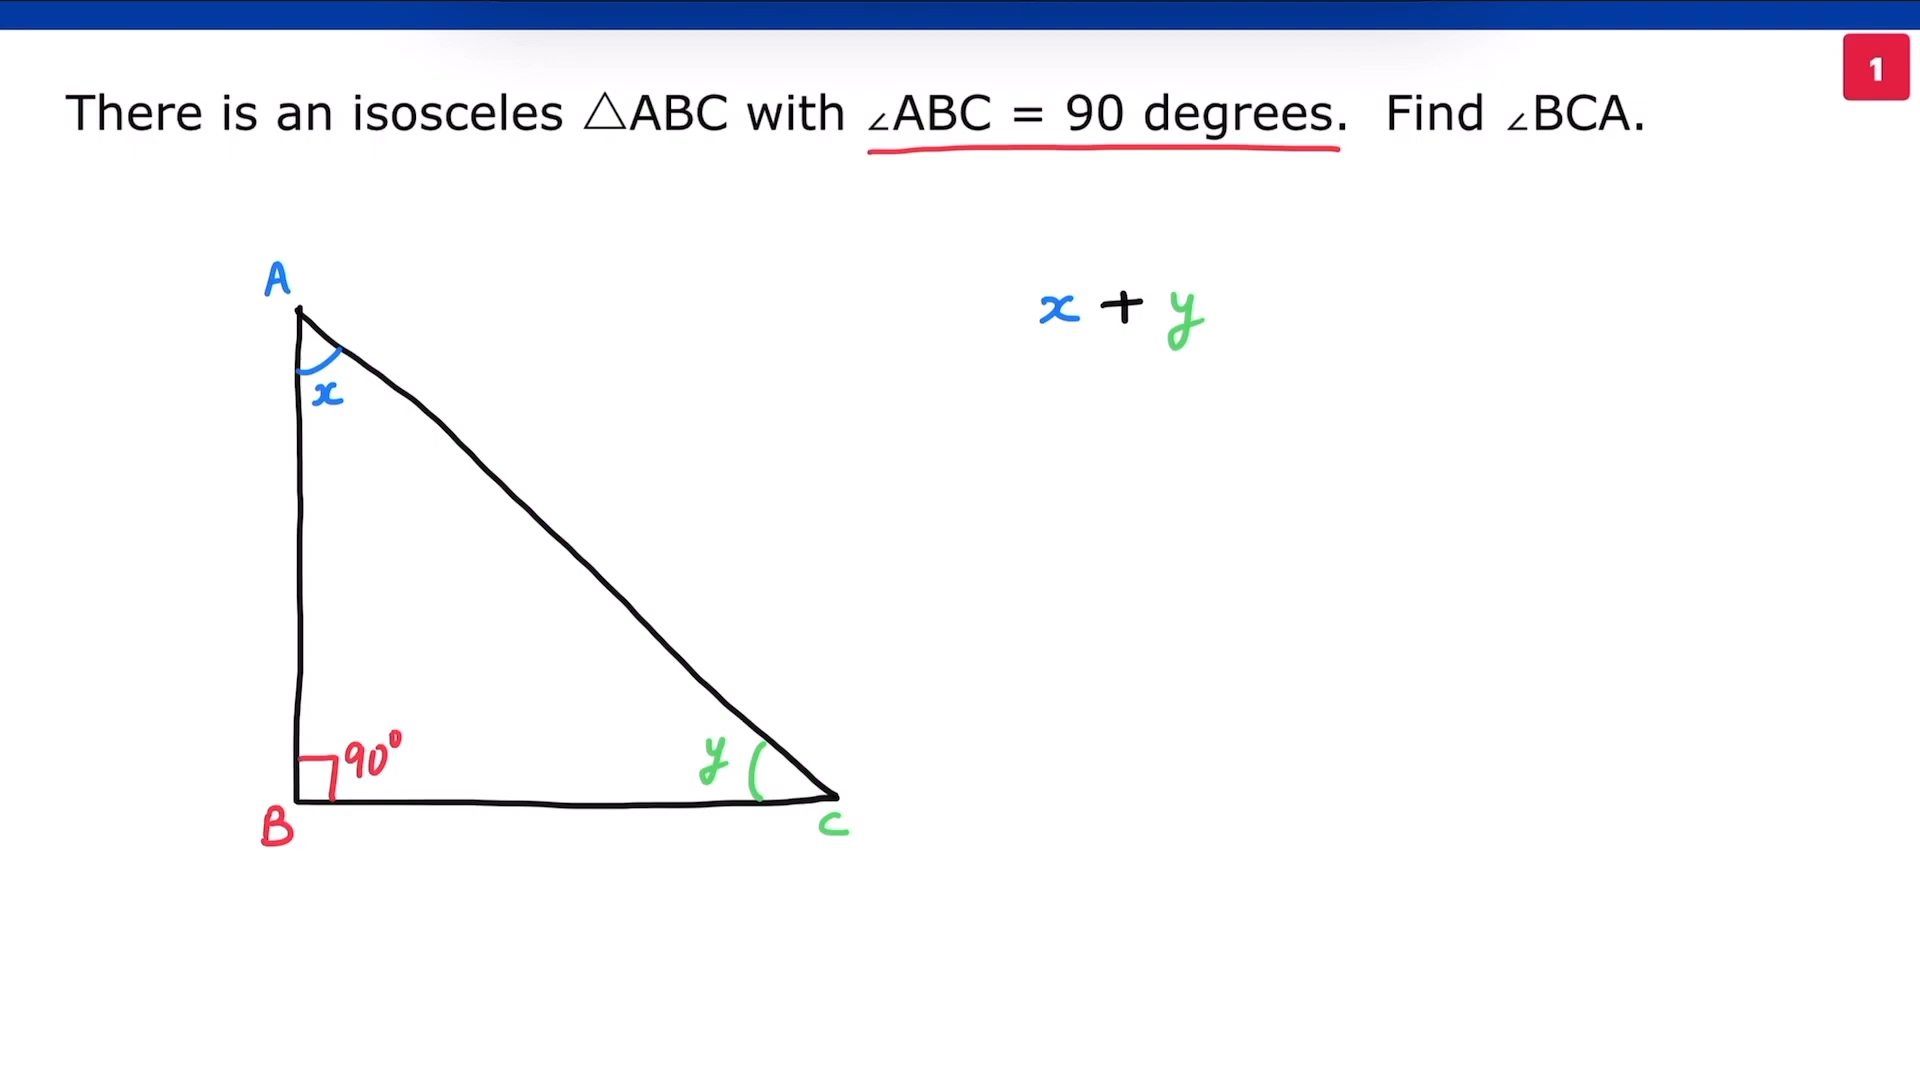 1
There is an isosceles △ABC with ∠ABC = 90 degrees. Find ∠BCA.
A
x + y
x
90°
y
B
C